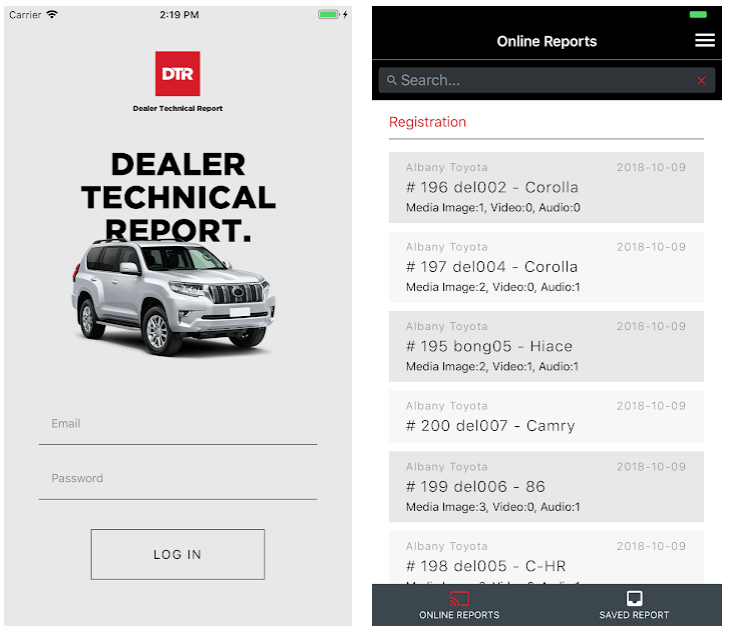 Carrier 2:19 PM
DTR
Dealer Technical Report
DEALER
TECHNICAL
REPORT.
Email
Password
LOG IN
Online Reports
Search...
Registration
Albany Toyota 2018-10-09
# 196 del002 - Corolla
Media Image:1, Video:0, Audio:0
Albany Toyota 2018-10-09
# 197 del004 - Corolla
Media Image:2, Video:0, Audio:1
Albany Toyota 2018-10-09
# 195 bong05 - Hiace
Media Image:2, Video:1, Audio:1
Albany Toyota 2018-10-09
# 200 del007 - Camry
Albany Toyota 2018-10-09
# 199 del006 - 86
Media Image:3, Video:0, Audio:1
Albany Toyota 2018-10-09
# 198 del005 - C-HR
ONLINE REPORTS SAVED REPORT